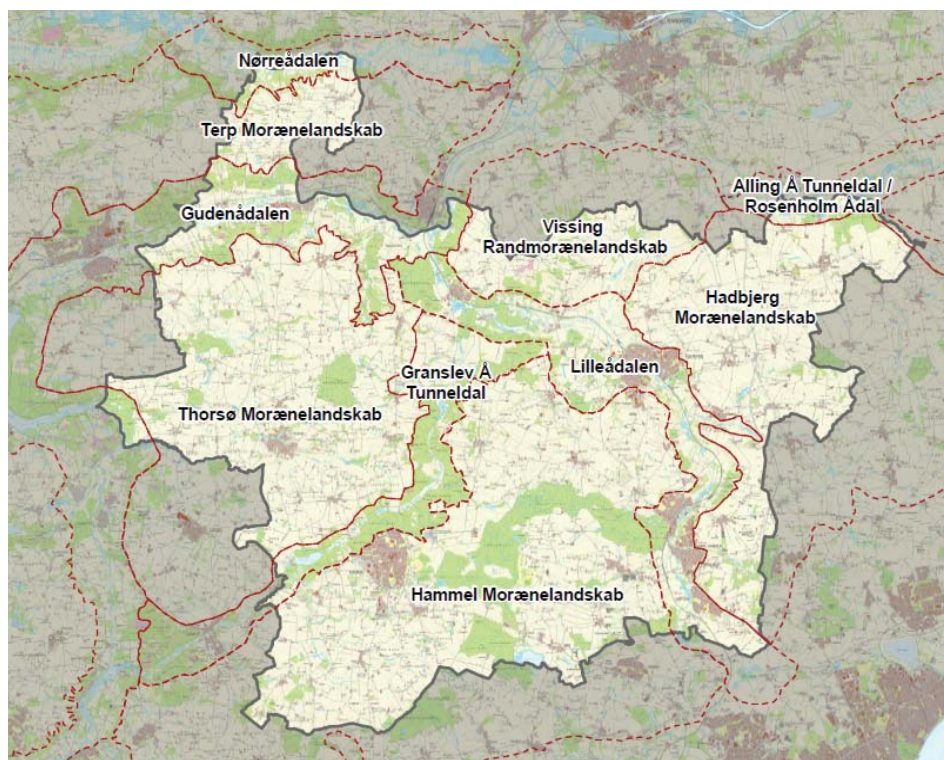 Nørreådalen
Terp Morænelandskab
Alling Å Tunneldal /
Rosenholm Ådal
Gudenådalen
Vissing
Randmorænelandskab
Hadbjerg
Morænelandskab
Granslev Å
Tunneldal
Lilleådalen
Thorsø Morænelandskab
Hammel Morænelandskab